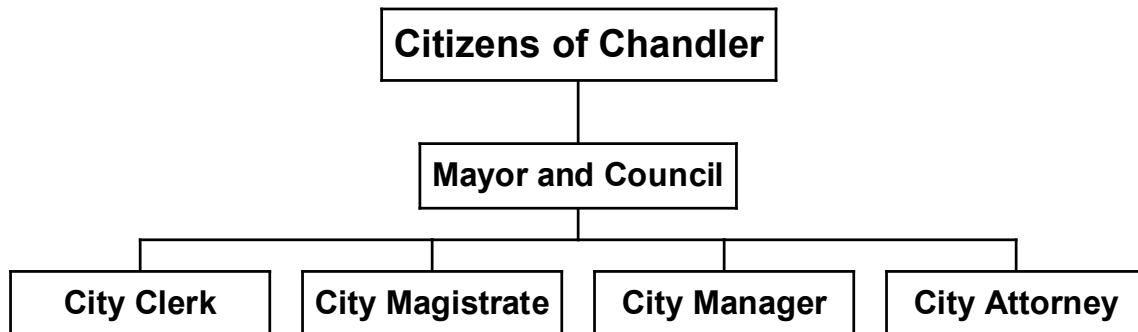 Citizens of Chandler
Mayor and Council
City Clerk
City Magistrate
City Manager
City Attorney